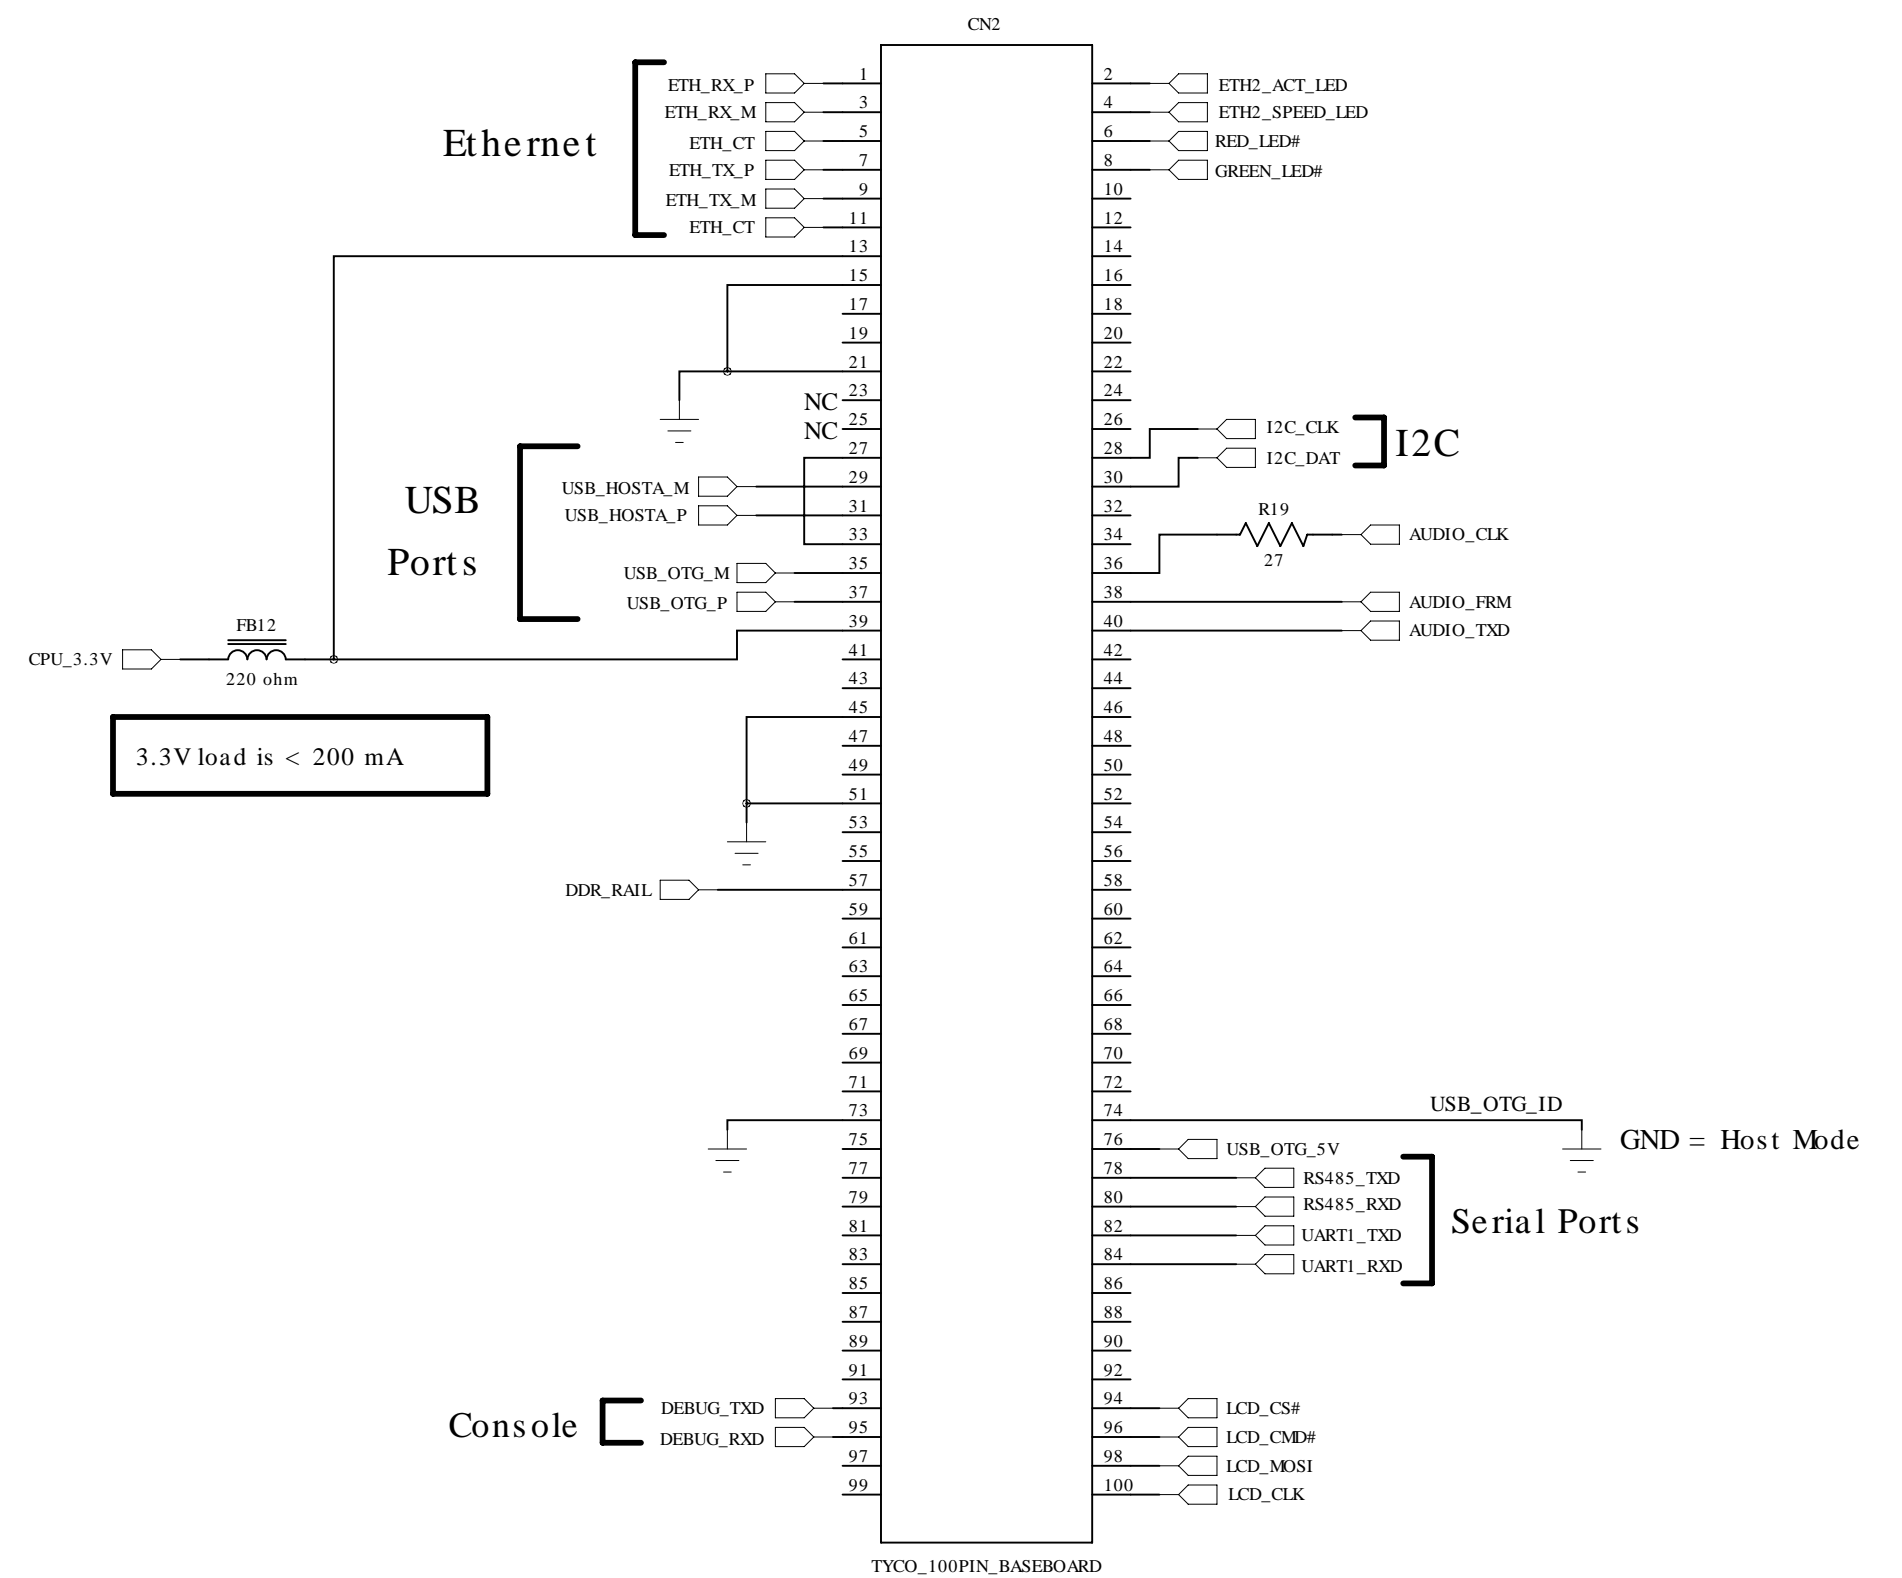 CN2
Ethernet
ETH_RX_P 1
ETH_RX_M 3
ETH_CT 5
ETH_TX_P 7
ETH_TX_M 9
ETH_CT 11
13
15
17
19
21
NC 23
NC 25
USB
Ports
27
USB_HOSTA_M 29
USB_HOSTA_P 31
33
USB_OTG_M 35
USB_OTG_P 37
39
FB12
CPU_3.3V
220 ohm
3.3V load is < 200 mA
41
43
45
47
49
51
53
55
DDR_RAIL 57
59
61
63
65
67
69
71
73
75
77
79
81
83
85
87
89
91
Console
DEBUG_TXD 93
DEBUG_RXD 95
97
99
2 ETH2_ACT_LED
4 ETH2_SPEED_LED
6 RED_LED#
8 GREEN_LED#
10
12
14
16
18
20
22
24
26
I2C_CLK
28
I2C_DAT
30
I2C
32
34
R19
AUDIO_CLK
27
36
38 AUDIO_FRM
40 AUDIO_TXD
42
44
46
48
50
52
54
56
58
60
62
64
66
68
70
72
74 USB_OTG_ID
GND = Host Mode
76 USB_OTG_5V
78 RS485_TXD
80 RS485_RXD
82 UART1_TXD
84 UART1_RXD
Serial Ports
86
88
90
92
94 LCD_CS#
96 LCD_CMD#
98 LCD_MOSI
100 LCD_CLK
TYCO_100PIN_BASEBOARD